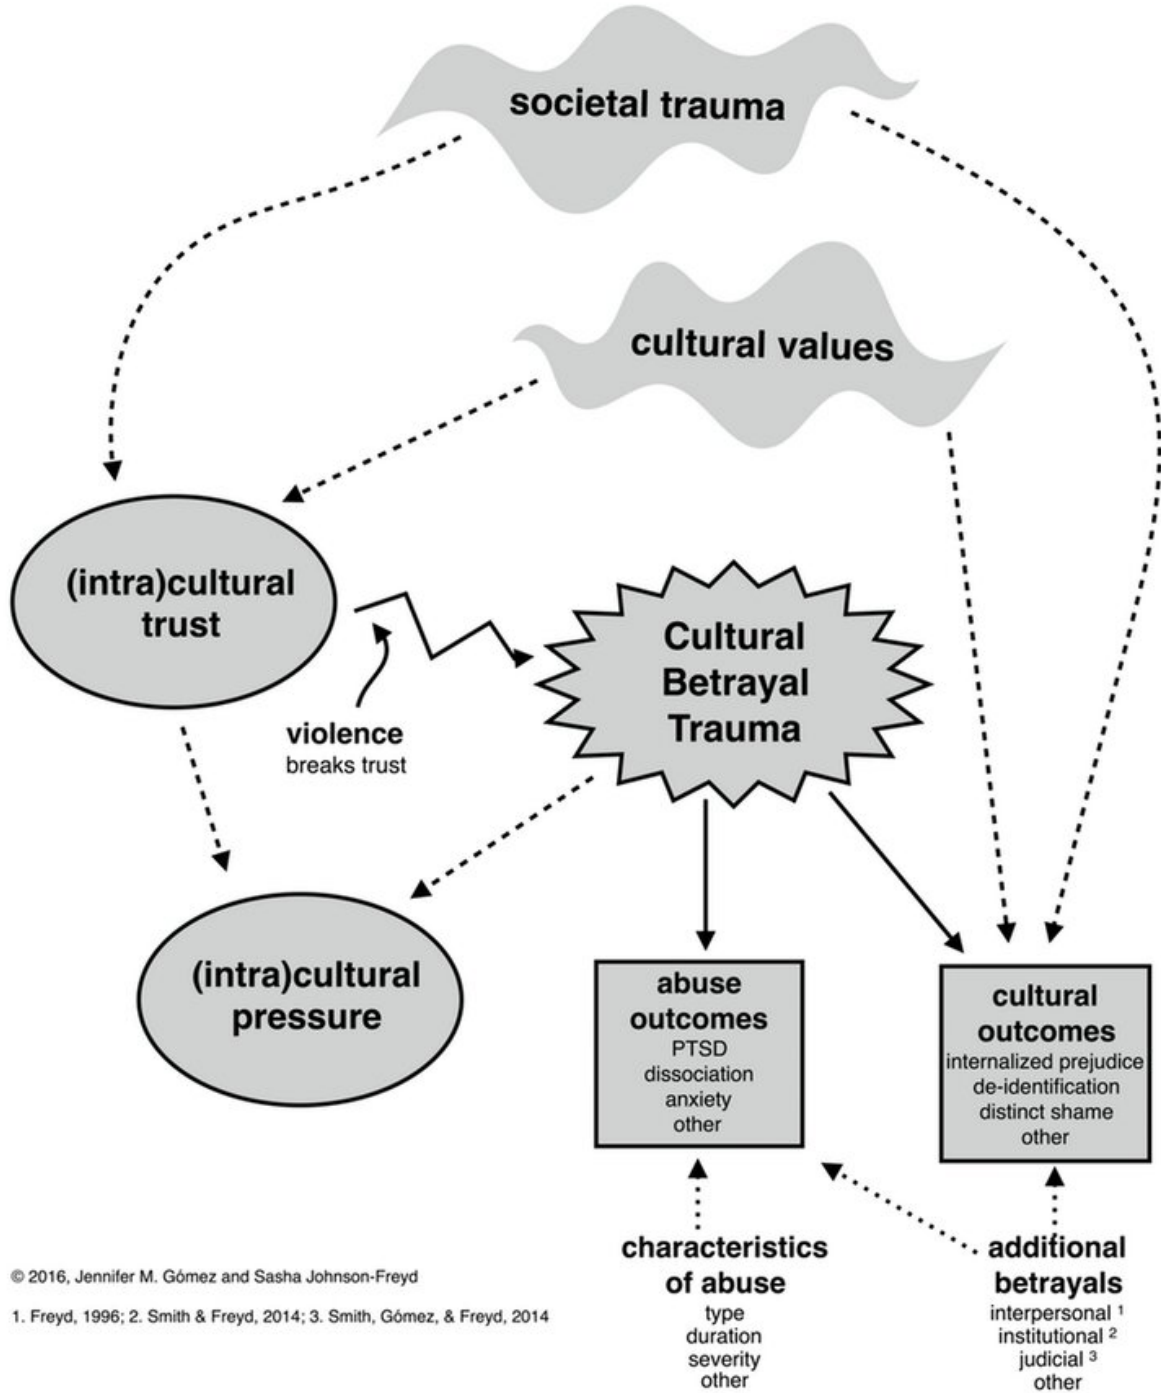 societal trauma
cultural values
(intra)cultural
trust
Cultural
Betrayal
Trauma
violence
breaks trust
(intra)cultural
pressure
abuse
outcomes
PTSD
dissociation
anxiety
other
cultural
outcomes
internalized prejudice
de-identification
distinct shame
other
characteristics
of abuse
type
duration
severity
other
additional
betrayals
interpersonal ¹
institutional ²
judicial ³
other
© 2016, Jennifer M. Gómez and Sasha Johnson-Freyd
1. Freyd, 1996; 2. Smith & Freyd, 2014; 3. Smith, Gómez, & Freyd, 2014